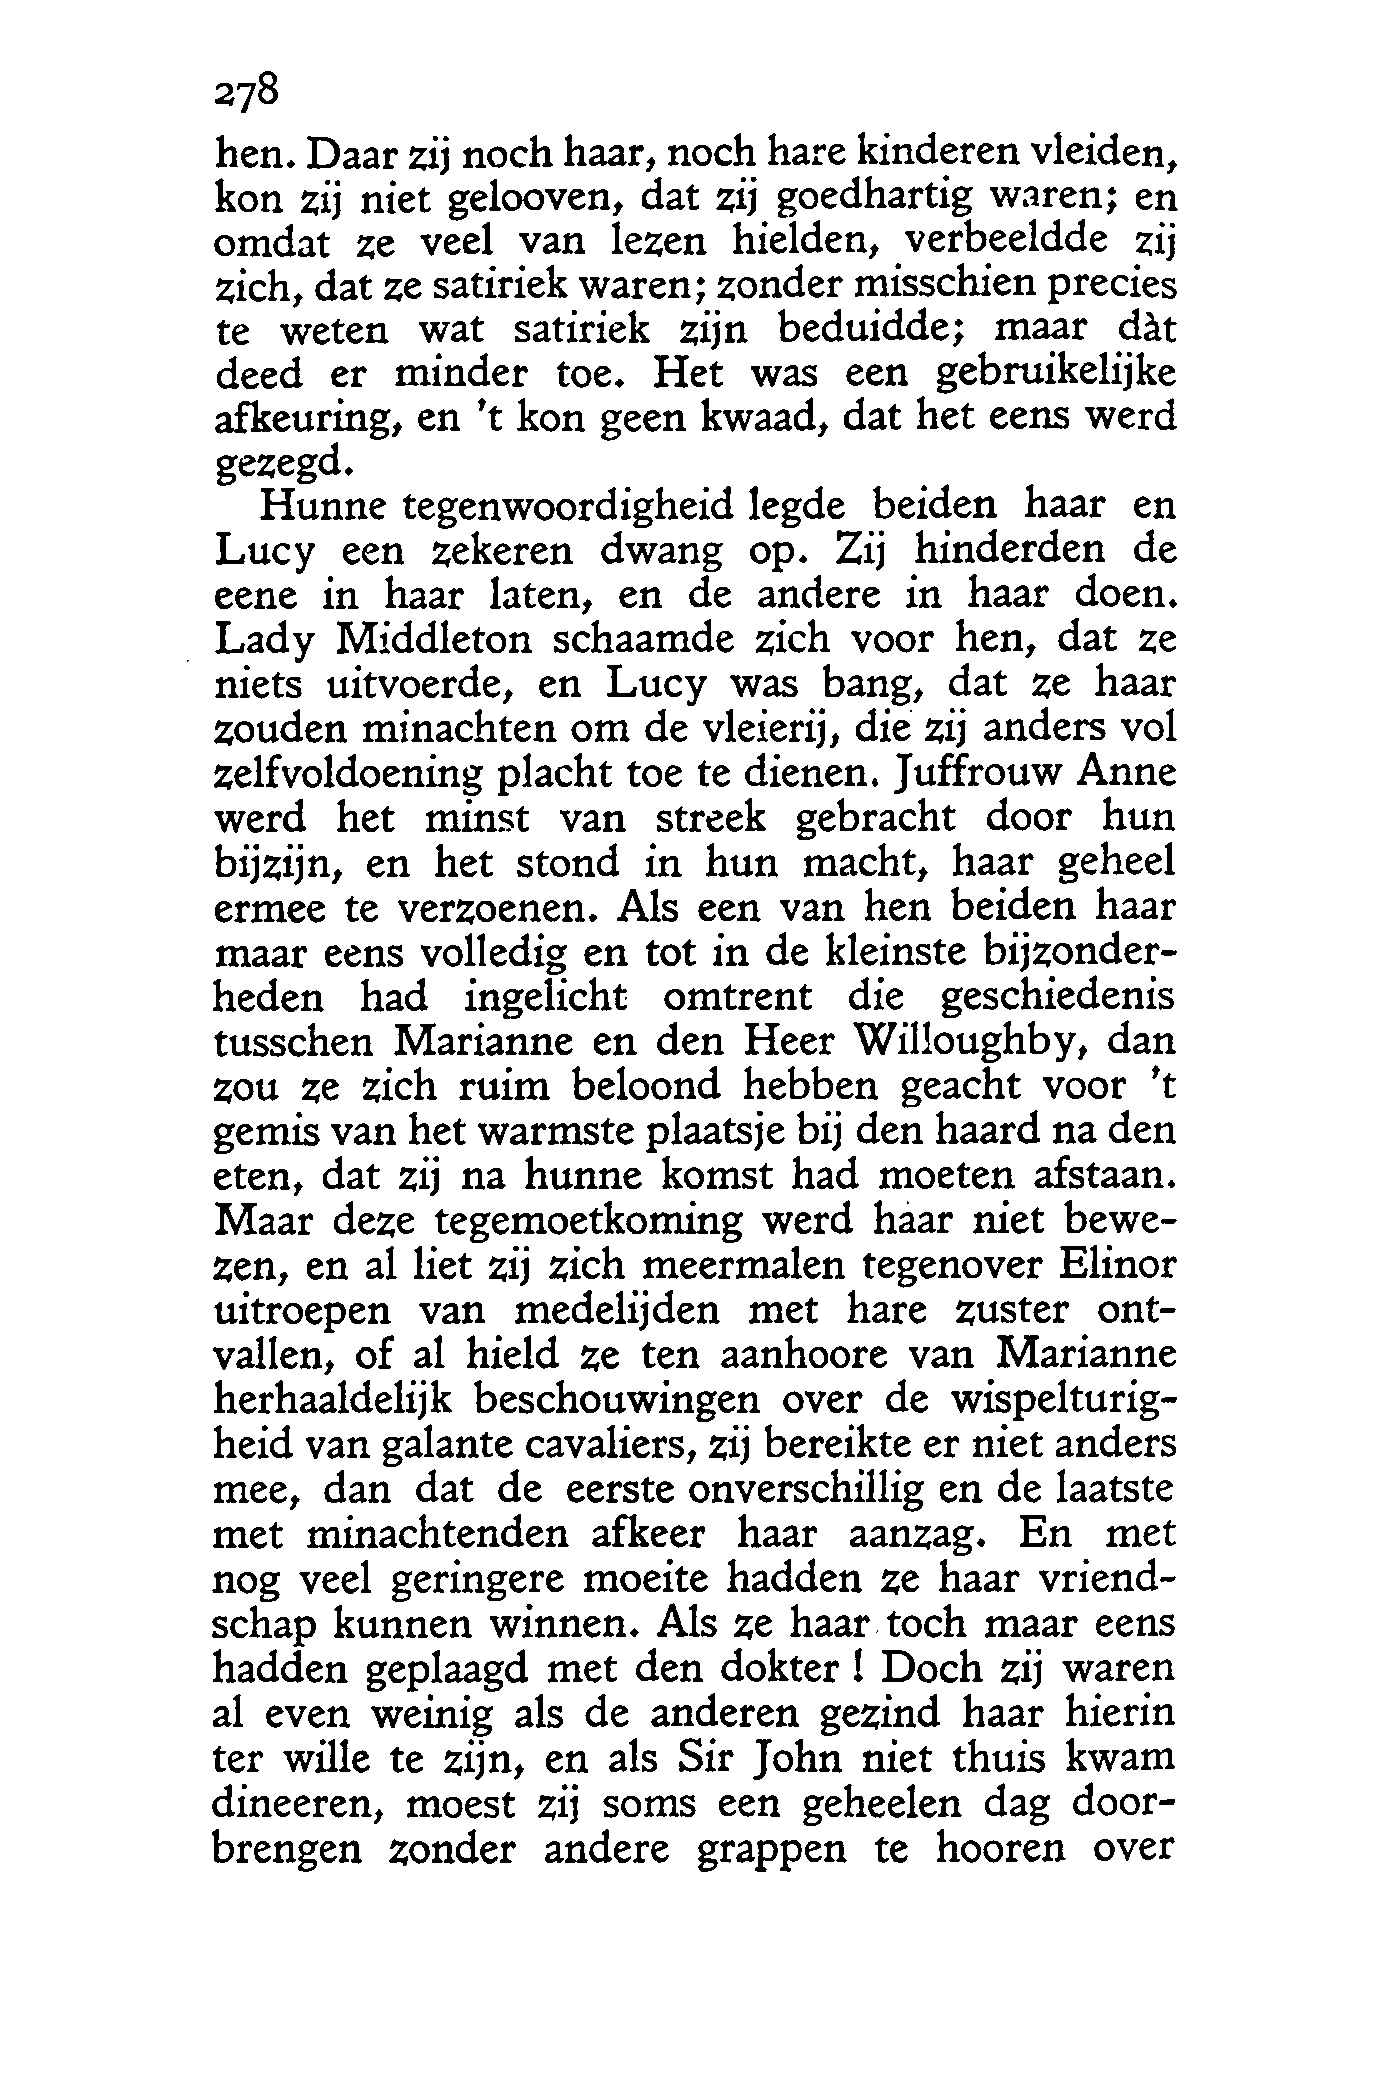 278
hen. Daar zij noch haar, noch hare kinderen vleiden,
kon zij niet gelooven, dat zij goedhartig waren; en
omdat ze veel van lezen hielden, verbeeldde zij
zich, dat ze satiriek waren; zonder misschien precies
te weten wat satiriek zijn beduidde; maar dàt
deed er minder toe. Het was een gebruikelijke
afkeuring, en 't kon geen kwaad, dat het eens werd
gezegd.
Hunne tegenwoordigheid legde beiden haar en
Lucy een zekeren dwang op. Zij hinderden de
eene in haar laten, en de andere in haar doen.
Lady Middleton schaamde zich voor hen, dat ze
niets uitvoerde, en Lucy was bang, dat ze haar
zouden minachten om de vleierij, die zij anders vol
zelfvoldoening placht toe te dienen. Juffrouw Anne
werd het minst van streek gebracht door hun
bijzijn, en het stond in hun macht, haar geheel
ermee te verzoenen. Als een van hen beiden haar
maar eens volledig en tot in de kleinste bijzonder-
heden had ingelicht omtrent die geschiedenis
tusschen Marianne en den Heer Willoughby, dan
zou ze zich ruim beloond hebben geacht voor 't
gemis van het warmste plaatsje bij den haard na den
eten, dat zij na hunne komst had moeten afstaan.
Maar deze tegemoetkoming werd haar niet bewe-
zen, en al liet zij zich meermalen tegenover Elinor
uitroepen van medelijden met hare zuster ont-
vallen, of al hield ze ten aanhoore van Marianne
herhaaldelijk beschouwingen over de wispelturig-
heid van galante cavaliers, zij bereikte er niet anders
mee, dan dat de eerste onverschillig en de laatste
met minachtenden afkeer haar aanzag. En met
nog veel geringere moeite hadden ze haar vriend-
schap kunnen winnen. Als ze haar toch maar eens
hadden geplaagd met den dokter ! Doch zij waren
al even weinig als de anderen gezind haar hierin
ter wille te zijn, en als Sir John niet thuis kwam
dineeren, moest zij soms een geheelen dag door-
brengen zonder andere grappen te hooren over